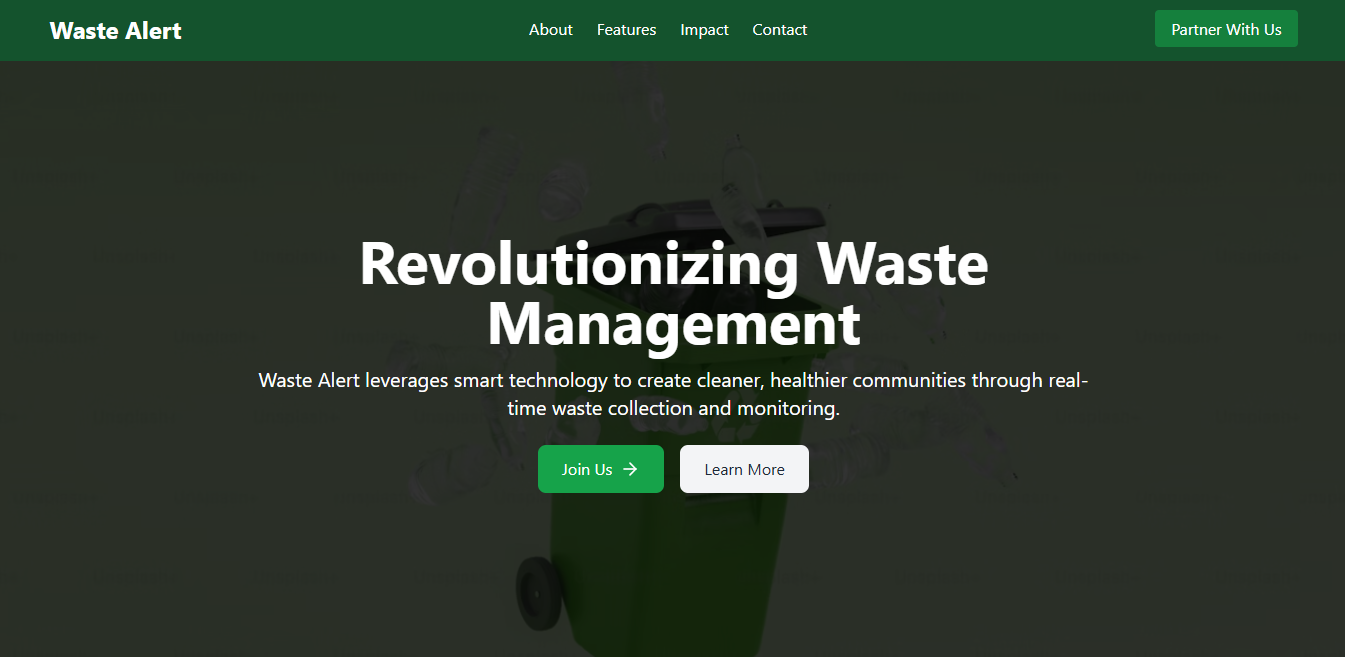 Waste Alert
About
Features
Impact
Contact
Partner With Us
Revolutionizing Waste
Management
Waste Alert leverages smart technology to create cleaner, healthier communities through real-
time waste collection and monitoring.
Join Us
Learn More